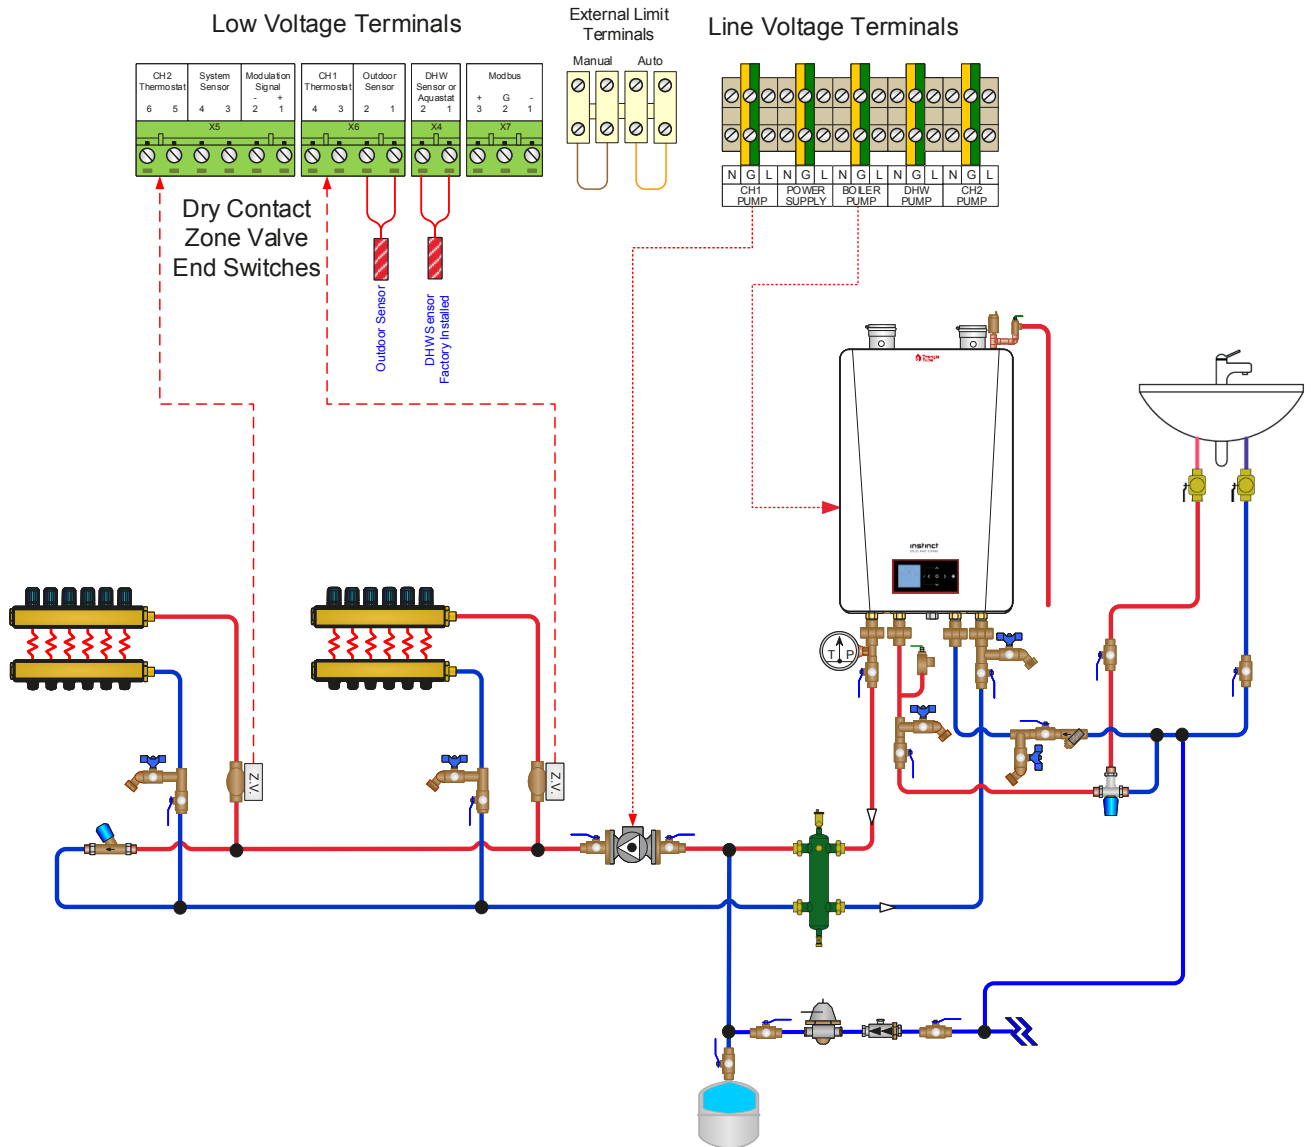 Low Voltage Terminals
External Limit
Terminals
Line Voltage Terminals
Manual Auto
CH2
Thermostat
6 5
System
Sensor
4 3
Modulation
Signal
- +
2 1
X5
CH1
Thermostat
4 3
Outdoor
Sensor
2 1
X6
DHW
Sensor or
Aquastat
2 1
X4
Modbus
+ G -
3 2 1
X7
N G L N G L N G L N G L N G L
CH1
PUMP
POWER
SUPPLY
BOILER
PUMP
DHW
PUMP
CH2
PUMP
Dry Contact
Zone Valve
End Switches
Outdoor Sensor
DHW Sensor
Factory Installed
instinct
T P
Z.V.
Z.V.